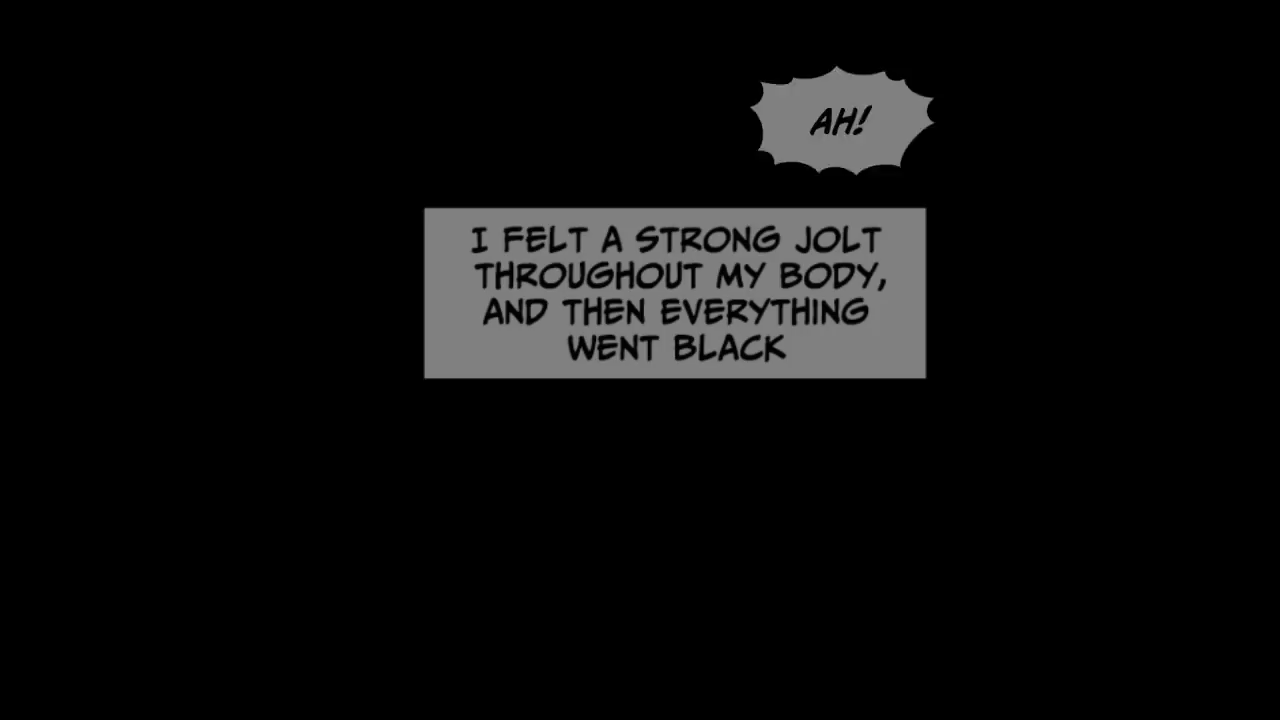 AH!
I FELT A STRONG JOLT
THROUGHOUT MY BODY,
AND THEN EVERYTHING
WENT BLACK